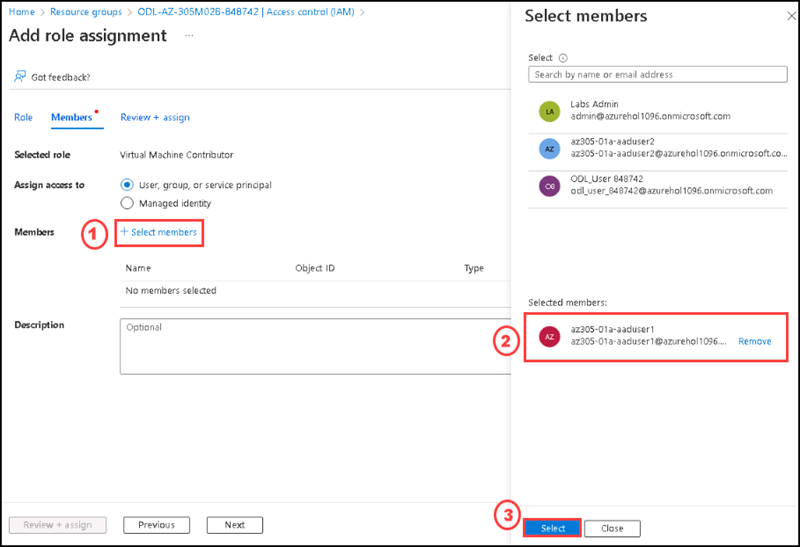 Home > Resource groups > ODL-AZ-305M02B-848742 | Access control (IAM) >
Add role assignment ...
Got feedback?
Role Members Review + assign
Selected role Virtual Machine Contributor
Assign access to User, group, or service principal
Managed identity
1
Members + Select members
Name Object ID Type
No members selected
Description Optional
Review + assign Previous Next
Select members
Select
Search by name or email address
LA Labs Admin
admin@azurehol1096.onmicrosoft.com
AZ az305-01a-aaduser2
az305-01a-aaduser2@azurehol1096.onmicrosoft.co...
O8 ODL_User 848742
odl_user_848742@azurehol1096.onmicrosoft.com
Selected members:
2
AZ az305-01a-aaduser1
az305-01a-aaduser1@azurehol1096.... Remove
3
Select Close